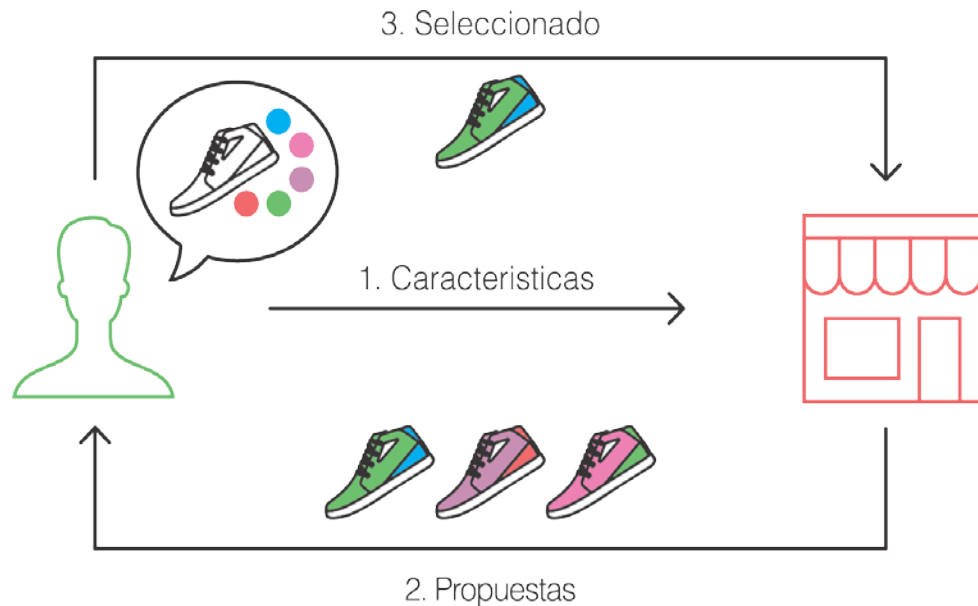 3. Seleccionado
1. Caracteristicas
2. Propuestas